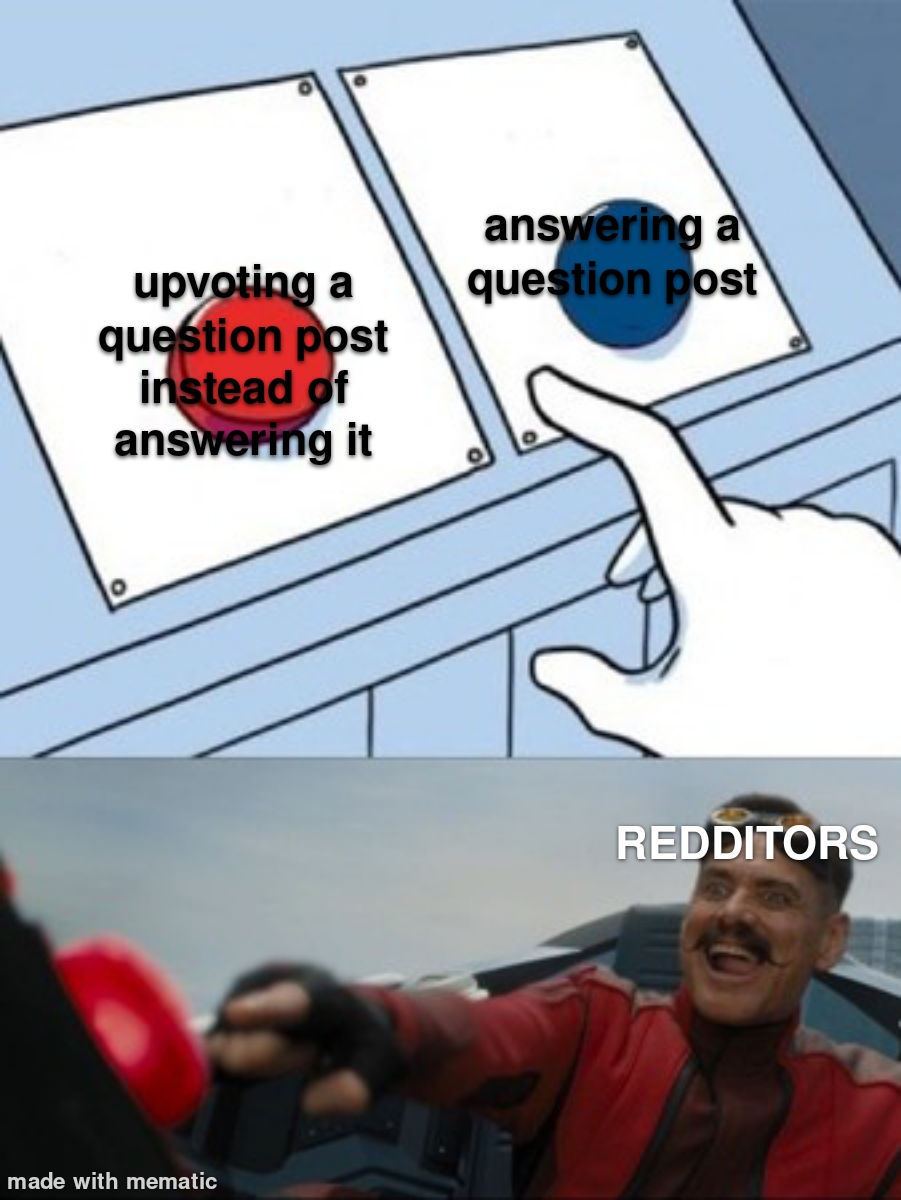 answering a
question post
upvoting a
question post
instead of
answering it
REDDITORS
made with mematic